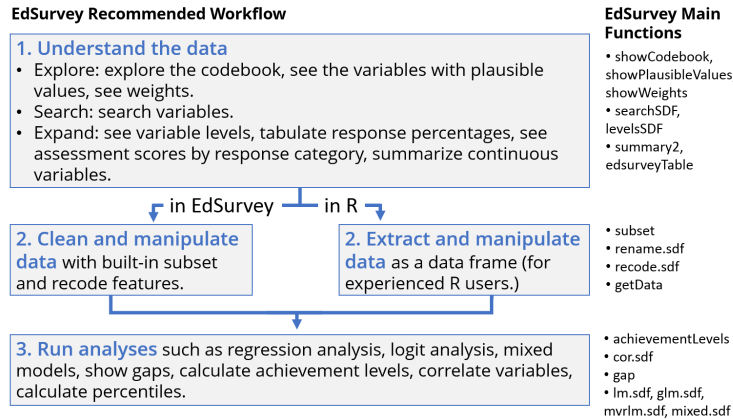 EdSurvey Recommended Workflow
1. Understand the data
• Explore: explore the codebook, see the variables with plausible
values, see weights.
• Search: search variables.
• Expand: see variable levels, tabulate response percentages, see
assessment scores by response category, summarize continuous
variables.
in EdSurvey
in R
2. Clean and manipulate
data with built-in subset
and recode features.
2. Extract and manipulate
data as a data frame (for
experienced R users.)
3. Run analyses such as regression analysis, logit analysis, mixed
models, show gaps, calculate achievement levels, correlate variables,
calculate percentiles.
EdSurvey Main
Functions
• showCodebook,
showPlausibleValues
showWeights
• searchSDF,
levelsSDF
• summary2,
edsurveyTable
• subset
• rename.sdf
• recode.sdf
• getData
• achievementLevels
• cor.sdf
• gap
• lm.sdf, glm.sdf,
mvrlm.sdf, mixed.sdf